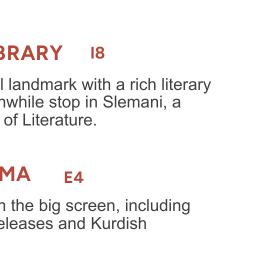 BRARY I8
l landmark with a rich literary
nwhile stop in Slemani, a
of Literature.
MA E4
n the big screen, including
eleases and Kurdish